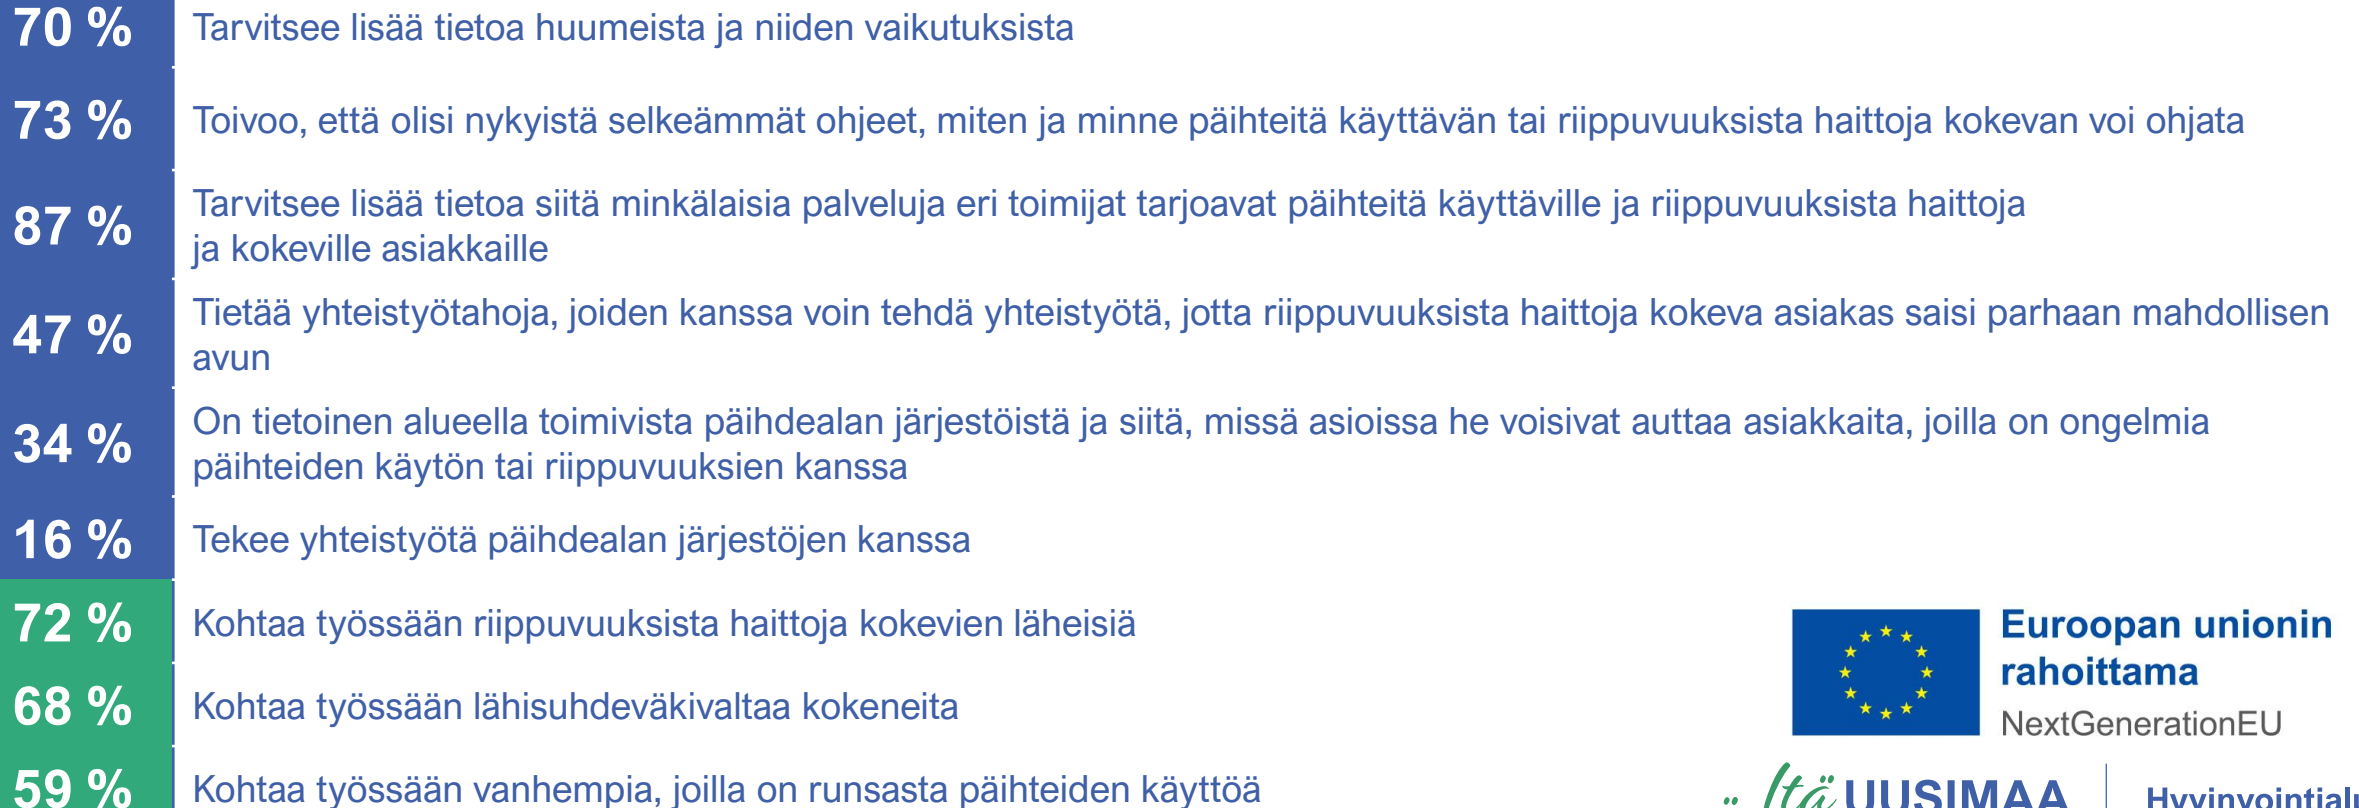 70 % Tarvitsee lisää tietoa huumeista ja niiden vaikutuksista
73 % Toivoo, että olisi nykyistä selkeämmät ohjeet, miten ja minne päihteitä käyttävän tai riippuvuuksista haittoja kokevan voi ohjata
87 % Tarvitsee lisää tietoa siitä minkälaisia palveluja eri toimijat tarjoavat päihteitä käyttäville ja riippuvuuksista haittoja
ja kokeville asiakkaille
47 % Tietää yhteistyötahoja, joiden kanssa voin tehdä yhteistyötä, jotta riippuvuuksista haittoja kokeva asiakas saisi parhaan mahdollisen
avun
34 % On tietoinen alueella toimivista päihdealan järjestöistä ja siitä, missä asioissa he voisivat auttaa asiakkaita, joilla on ongelmia
päihteiden käytön tai riippuvuuksien kanssa
16 % Tekee yhteistyötä päihdealan järjestöjen kanssa
72 % Kohtaa työssään riippuvuuksista haittoja kokevien läheisiä
68 % Kohtaa työssään lähisuhdeväkivaltaa kokeneita
59 % Kohtaa työssään vanhempia, joilla on runsasta päihteiden käyttöä
Euroopan unionin
rahoittama
NextGenerationEU
Itä UUSIMAA